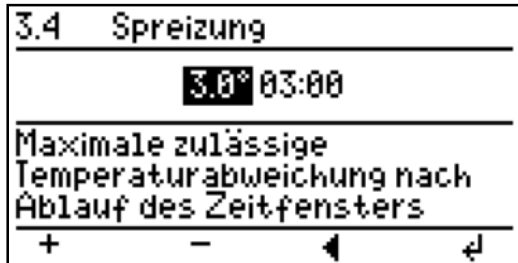 3.4 Spreizung
3.0° 03:00
Maximale zulässige
Temperaturabweichung nach
Ablauf des Zeitfensters
+ −  ◀ ↲